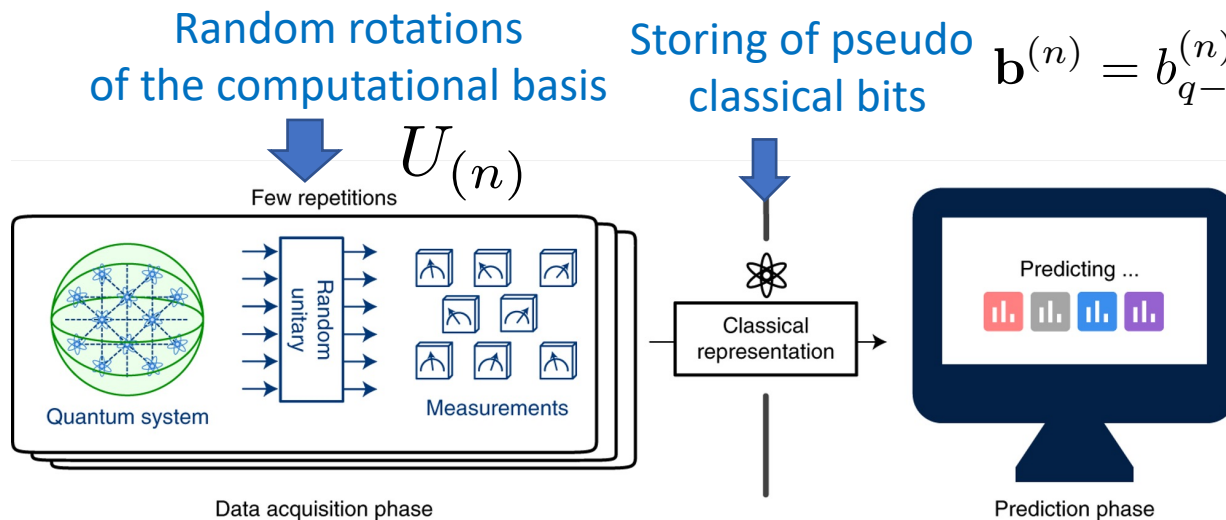 Random rotations
of the computational basis
Storing of pseudo
classical bits
𝐛^{(n)} = b_{q-}^{(n)}
U_{(n)}
Few repetitions
Random
unitary
Quantum system
Measurements
Data acquisition phase
Classical
representation
Predicting ...
Prediction phase